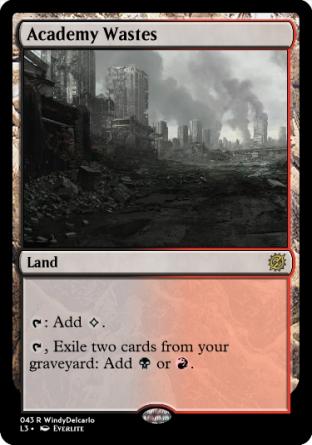 Academy Wastes
Land
: Add .
, Exile two cards from your
graveyard: Add or .
043 R WindyDelcarlo
L3 • EVERLITE